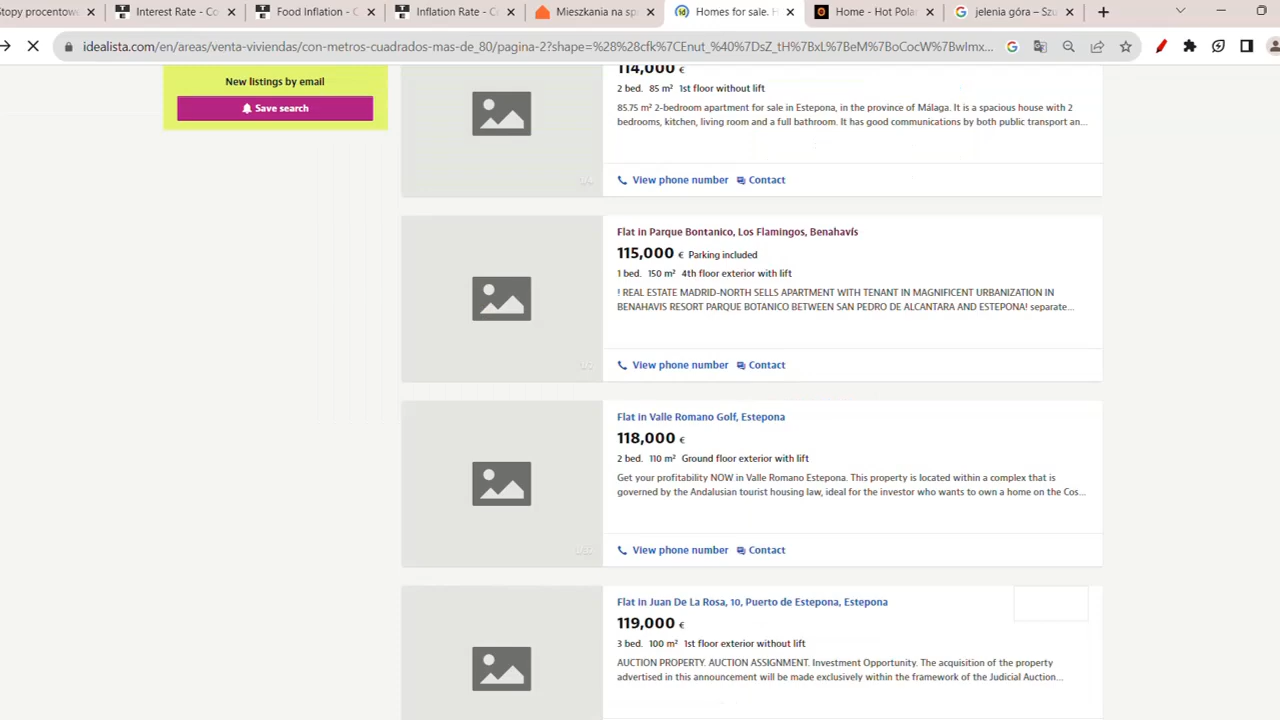 Stopy procentowe
Interest Rate - Co
Food Inflation - C
Inflation Rate - Co
Mieszkania na sp
Homes for sale. H
Home - Hot Polan
jelenia góra – Szu
idealista.com/en/areas/venta-viviendas/con-metros-cuadrados-mas-de_80/pagina-2?shape=%28%28cfk%7CEnut_%40%7DsZ_tH%7BxL%7BeM%7BoCocW%7BwImx...
New listings by email
Save search
114,000 €
2 bed. 85 m² 1st floor without lift
85.75 m² 2-bedroom apartment for sale in Estepona, in the province of Málaga. It is a spacious house with 2
bedrooms, kitchen, living room and a full bathroom. It has good communications by both public transport an...
View phone number Contact
Flat in Parque Bontanico, Los Flamingos, Benahavís
115,000 € Parking included
1 bed. 150 m² 4th floor exterior with lift
! REAL ESTATE MADRID-NORTH SELLS APARTMENT WITH TENANT IN MAGNIFICENT URBANIZATION IN
BENAHAVIS RESORT PARQUE BOTANICO BETWEEN SAN PEDRO DE ALCANTARA AND ESTEPONA! separate...
View phone number Contact
Flat in Valle Romano Golf, Estepona
118,000 €
2 bed. 110 m² Ground floor exterior with lift
Get your profitability NOW in Valle Romano Estepona. This property is located within a complex that is
governed by the Andalusian tourist housing law, ideal for the investor who wants to own a home on the Cos...
View phone number Contact
Flat in Juan De La Rosa, 10, Puerto de Estepona, Estepona
119,000 €
3 bed. 100 m² 1st floor exterior without lift
AUCTION PROPERTY. AUCTION ASSIGNMENT. Investment Opportunity. The acquisition of the property
advertised in this announcement will be made exclusively within the framework of the Judicial Auction...